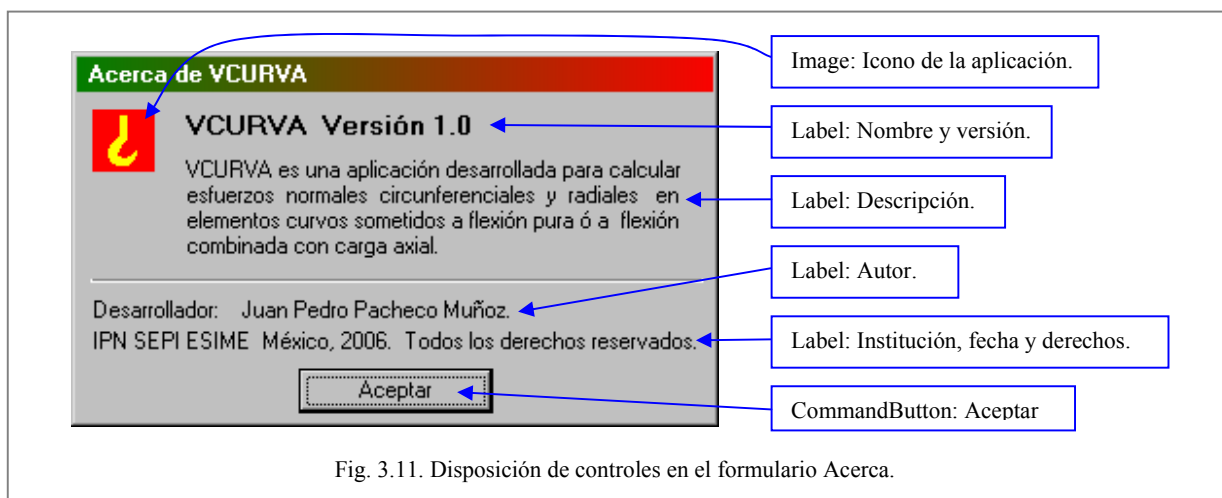 Acerca de VCURVA
VCURVA Versión 1.0
VCURVA es una aplicación desarrollada para calcular
esfuerzos normales circunferenciales y radiales en
elementos curvos sometidos a flexión pura ó a flexión
combinada con carga axial.
Desarrollador: Juan Pedro Pacheco Muñoz.
IPN SEPI ESIME México, 2006. Todos los derechos reservados.
Aceptar
Image: Icono de la aplicación.
Label: Nombre y versión.
Label: Descripción.
Label: Autor.
Label: Institución, fecha y derechos.
CommandButton: Aceptar
Fig. 3.11. Disposición de controles en el formulario Acerca.